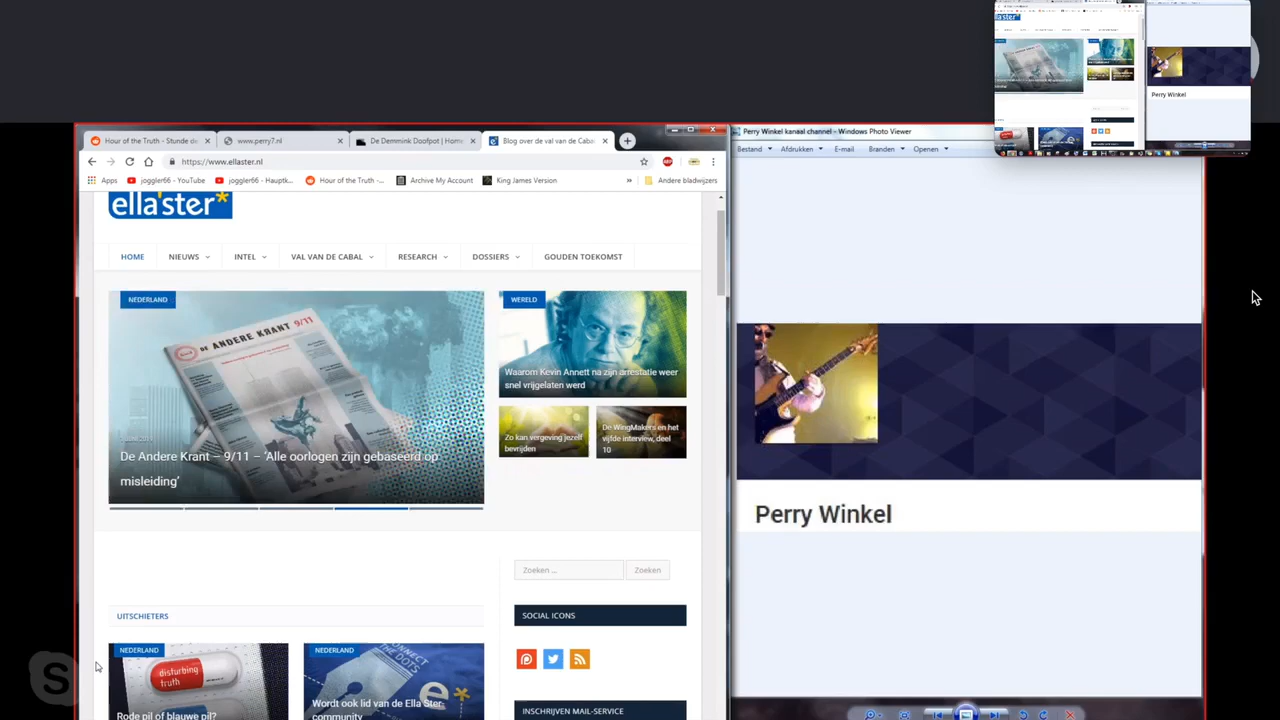 Hour of the Truth - Stunde d
www.perry7.nl
De Demmink Doofpot | Hom
Blog over de val van de Cab
https://www.ellaster.nl
Apps
joggler66 - YouTube
joggler66 - Hauptk...
Hour of the Truth –...
Archive My Account
King James Version
»
Andere bladwijzers
ella'ster*
HOME
NIEUWS
INTEL
VAL VAN DE CABAL
RESEARCH
DOSSIERS
GOUDEN TOEKOMST
NEDERLAND
DE ANDERE KRANT 9/11
De Andere Krant – 9/11 – ‘Alle oorlogen zijn gebaseerd op
misleiding’
WERELD
Waarom Kevin Annett na zijn arrestatie weer
snel vrijgelaten werd
Zo kan vergeving jezelf
bevrijden
De WingMakers en het
vijfde interview, deel
10
Zoeken ...
Zoeken
UITSCHIETERS
SOCIAL ICONS
NEDERLAND
disturbing
truth
Rode pil of blauwe pil?
NEDERLAND
CONNECT
THE DOTS
e*
Wordt ook lid van de Ella Ster
community
INSCHRIJVEN MAIL-SERVICE
Perry Winkel kanaal channel - Windows Photo Viewer
Bestand
Afdrukken
E-mail
Branden
Openen
Perry Winkel
ella'ster
Perry Winkel
S